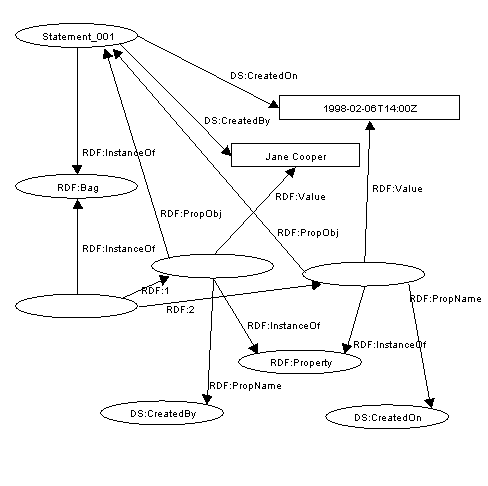 Statement_001
DS:CreatedOn
1998-02-06T14:00Z
DS:CreatedBy
RDF:InstanceOf
Jane Cooper
RDF:Bag
RDF:Value
RDF:Value
RDF:PropObj
RDF:PropObj
RDF:InstanceOf
RDF:1
RDF:2
RDF:PropName
RDF:InstanceOf
RDF:InstanceOf
RDF:Property
RDF:PropName
DS:CreatedBy
DS:CreatedOn